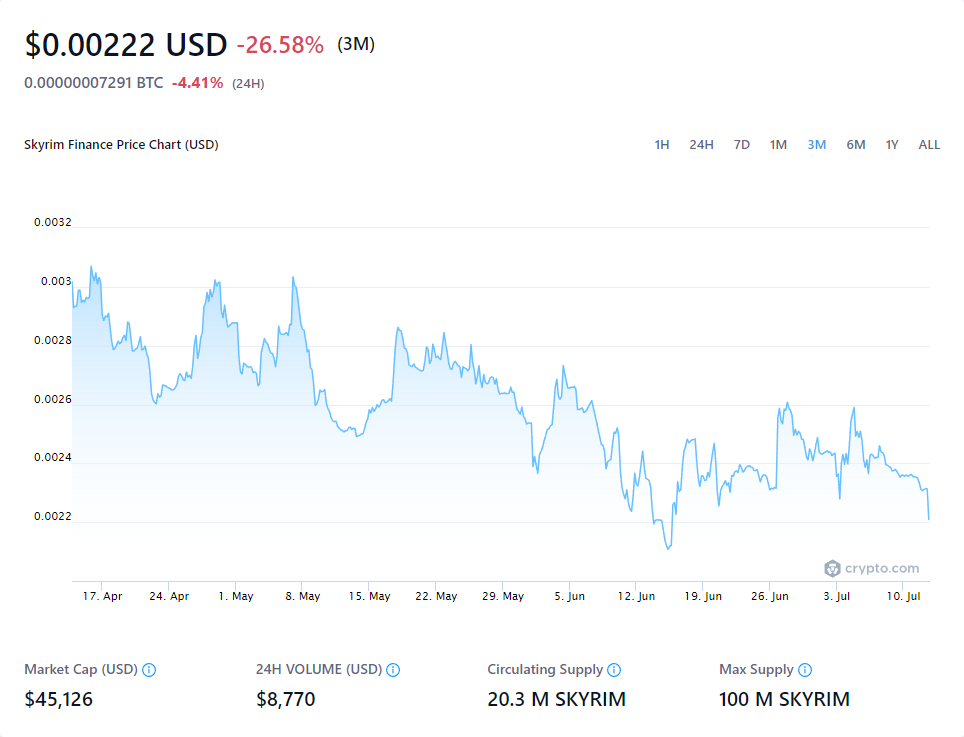 $0.00222 USD -26.58% (3M)
0.00000007291 BTC -4.41% (24H)
Skyrim Finance Price Chart (USD) 1H 24H 7D 1M 3M 6M 1Y ALL
0.0032
0.003
0.0028
0.0026
0.0024
0.0022
crypto.com
17. Apr 24. Apr 1. May 8. May 15. May 22. May 29. May 5. Jun 12. Jun 19. Jun 26. Jun 3. Jul 10. Jul
Market Cap (USD) 24H VOLUME (USD) Circulating Supply Max Supply
$45,126 $8,770 20.3 M SKYRIM 100 M SKYRIM